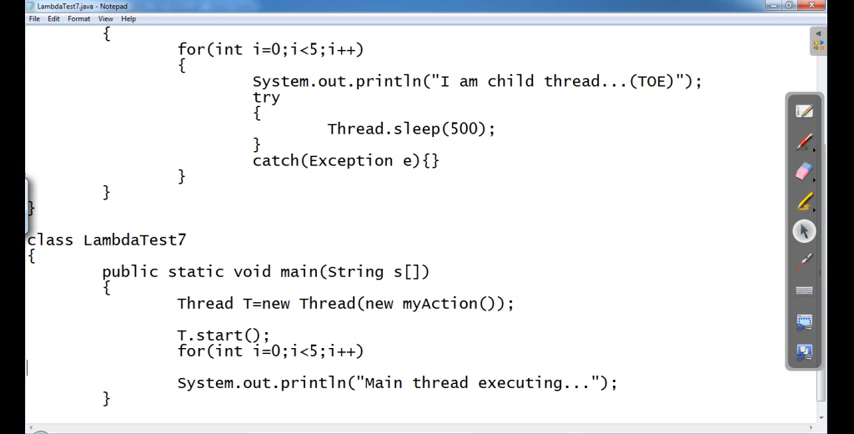 LambdaTest7.java - Notepad
File Edit Format View Help
{
for(int i=0;i<5;i++)
{
System.out.println("I am child thread...(TOE)");
try
{
Thread.sleep(500);
}
catch(Exception e){}
}
}
}
class LambdaTest7
{
public static void main(String s[])
{
Thread T=new Thread(new myAction());
T.start();
for(int i=0;i<5;i++)
System.out.println("Main thread executing...");
}